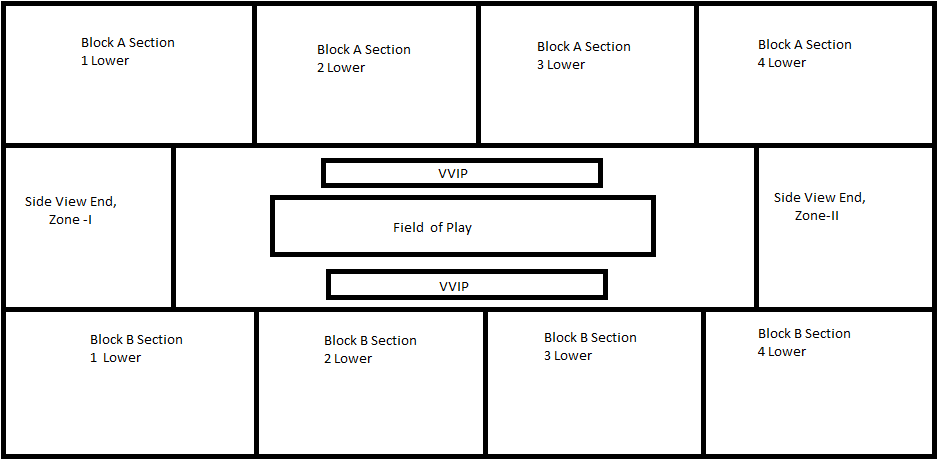 Block A Section
1 Lower
Block A Section
2 Lower
Block A Section
3 Lower
Block A Section
4 Lower
Side View End,
Zone -I
VVIP
Field of Play
VVIP
Side View End,
Zone-II
Block B Section
1 Lower
Block B Section
2 Lower
Block B Section
3 Lower
Block B Section
4 Lower